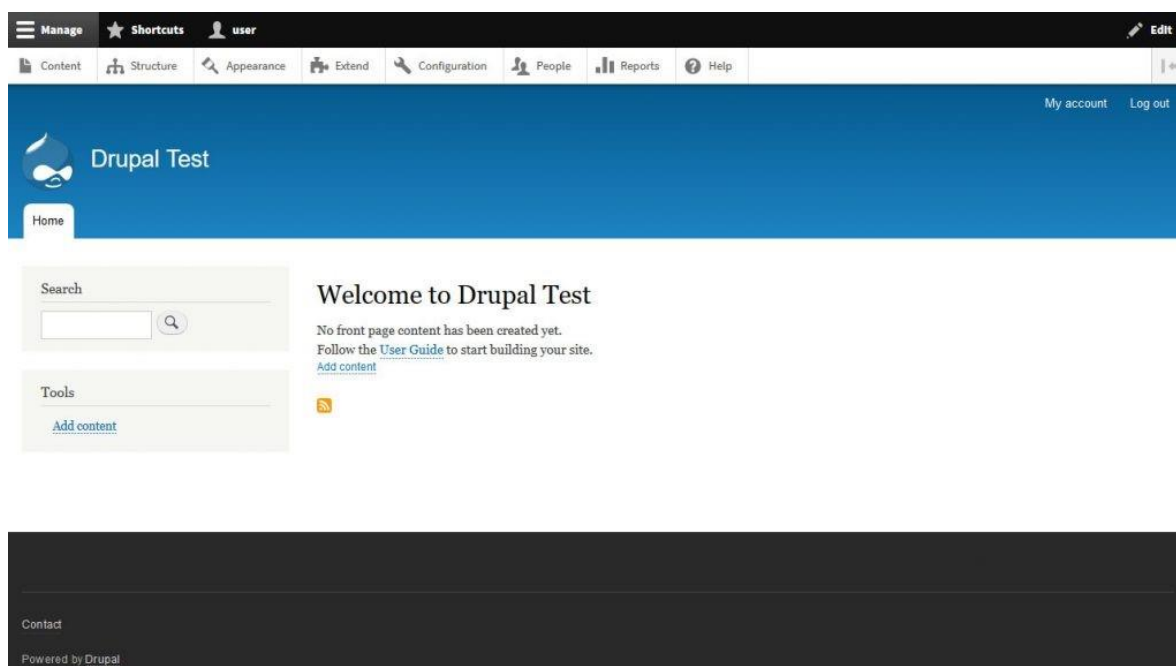 Manage Shortcuts user Edit
Content Structure Appearance Extend Configuration People Reports Help
My account Log out
Drupal Test
Home
Search
Tools
Add content
Welcome to Drupal Test
No front page content has been created yet.
Follow the User Guide to start building your site.
Add content
Contact
Powered by Drupal